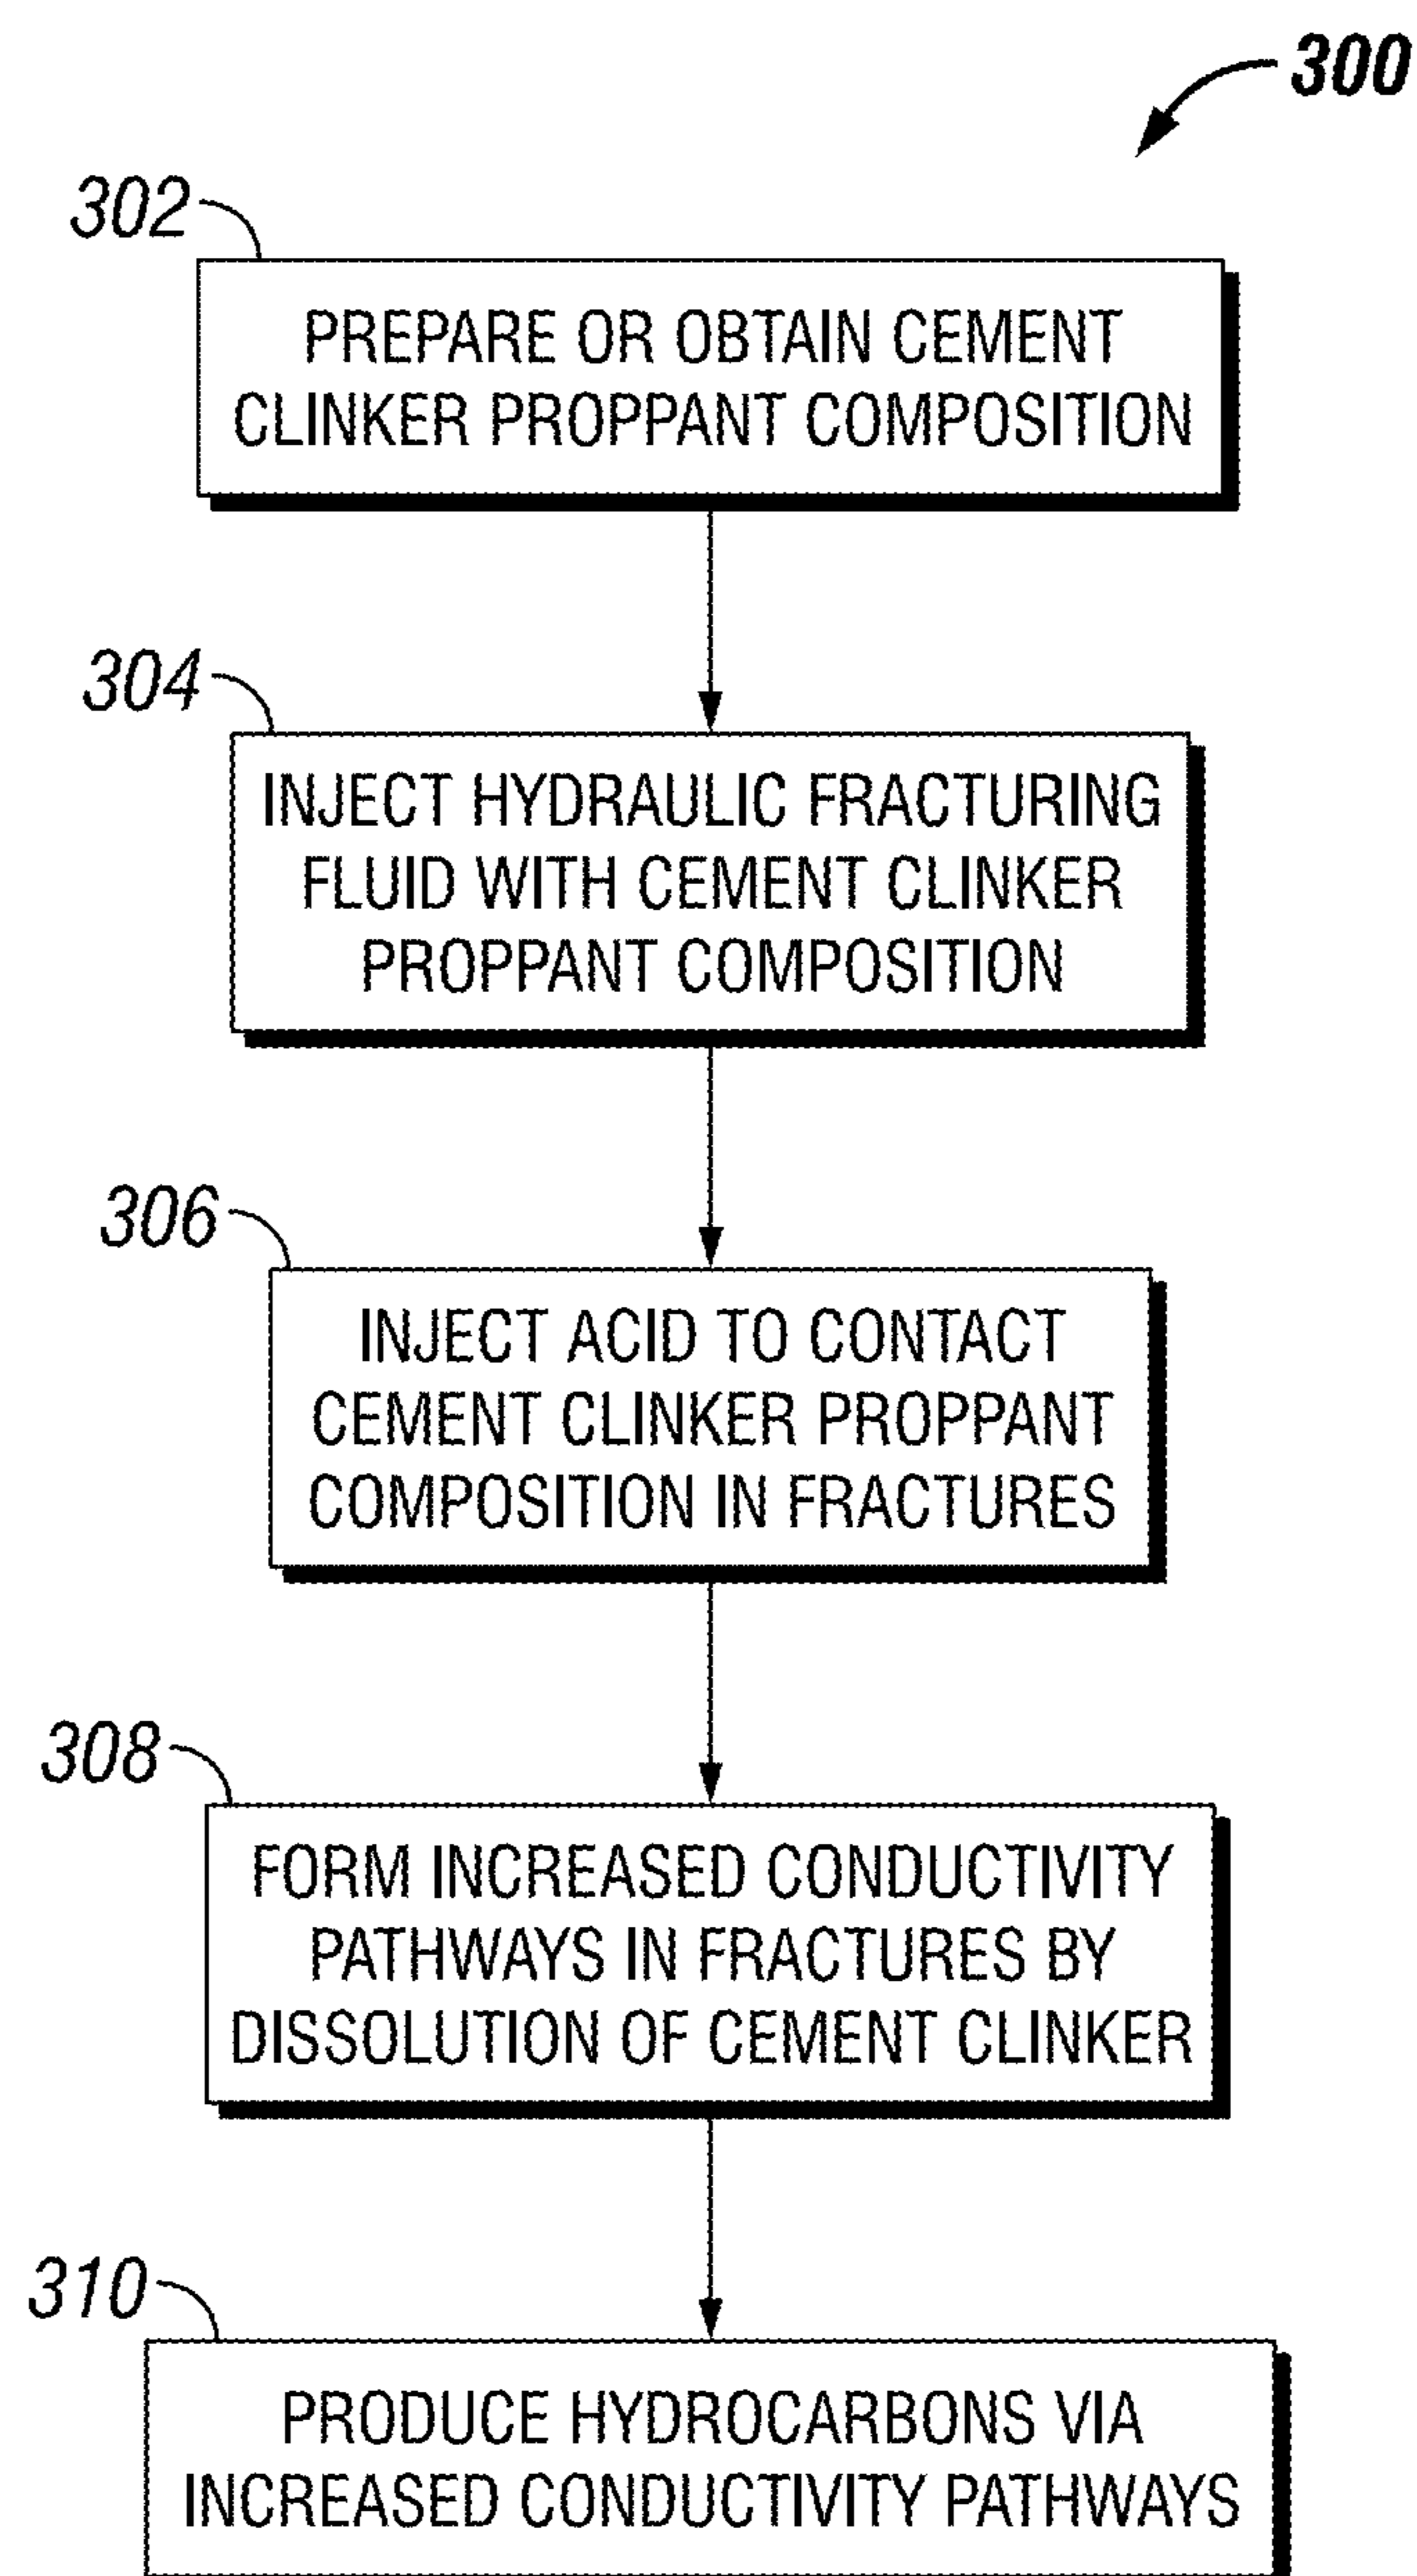 300
302
PREPARE OR OBTAIN CEMENT
CLINKER PROPPANT COMPOSITION
304
INJECT HYDRAULIC FRACTURING
FLUID WITH CEMENT CLINKER
PROPPANT COMPOSITION
306
INJECT ACID TO CONTACT
CEMENT CLINKER PROPPANT
COMPOSITION IN FRACTURES
308
FORM INCREASED CONDUCTIVITY
PATHWAYS IN FRACTURES BY
DISSOLUTION OF CEMENT CLINKER
310
PRODUCE HYDROCARBONS VIA
INCREASED CONDUCTIVITY PATHWAYS